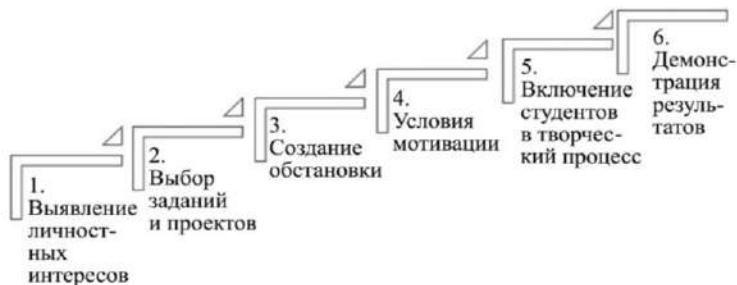 1.
Выявление
личност-
ных
интересов
2.
Выбор
заданий
и проектов
3.
Создание
обстановки
4.
Условия
мотивации
5.
Включение
студентов
в творчес-
кий процесс
6.
Демонс-
трация
резуль-
татов